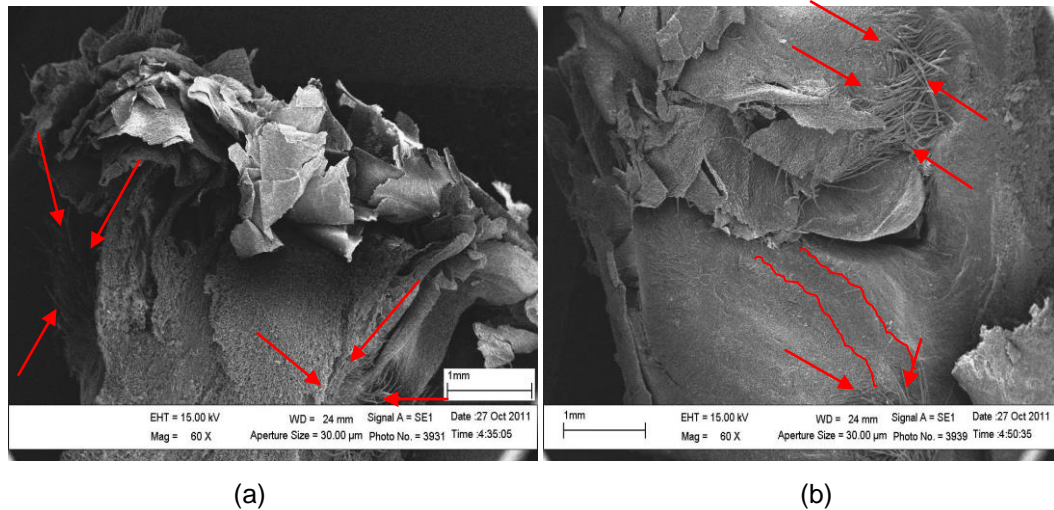 1mm
EHT = 15.00 kV WD = 24 mm Signal A = SE1 Date :27 Oct 2011
Mag = 60 X Aperture Size = 30.00 µm Photo No. = 3931 Time :4:35:05
1mm
EHT = 15.00 kV WD = 24 mm Signal A = SE1 Date :27 Oct 2011
Mag = 60 X Aperture Size = 30.00 µm Photo No. = 3939 Time :4:50:35
(a) (b)